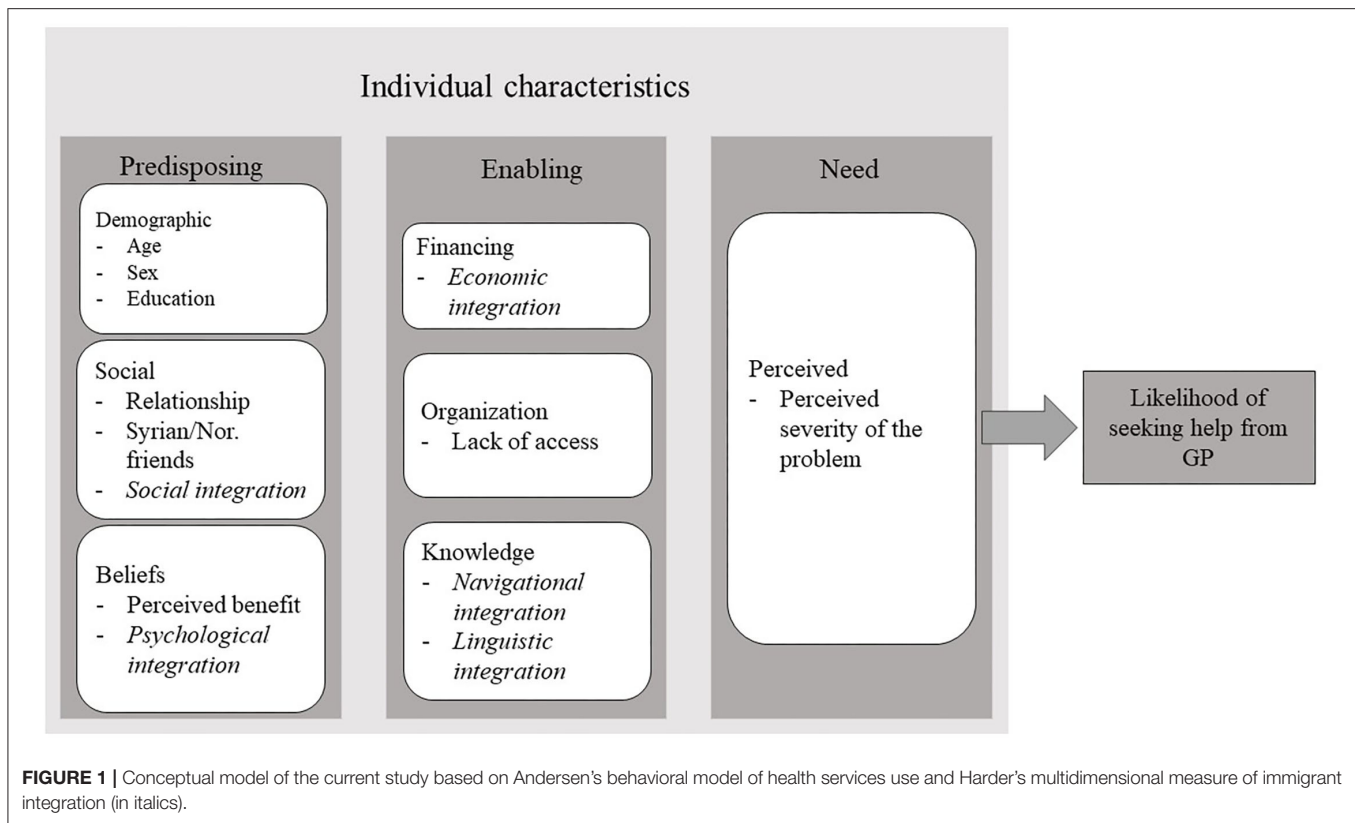 Individual characteristics
Predisposing
Demographic
- Age
- Sex
- Education
Social
- Relationship
- Syrian/Nor.
friends
- Social integration
Beliefs
- Perceived benefit
- Psychological
integration
Enabling
Financing
- Economic
integration
Organization
- Lack of access
Knowledge
- Navigational
integration
- Linguistic
integration
Need
Perceived
- Perceived
severity of the
problem
Likelihood of
seeking help from
GP
FIGURE 1 | Conceptual model of the current study based on Andersen’s behavioral model of health services use and Harder’s multidimensional measure of immigrant
integration (in italics).